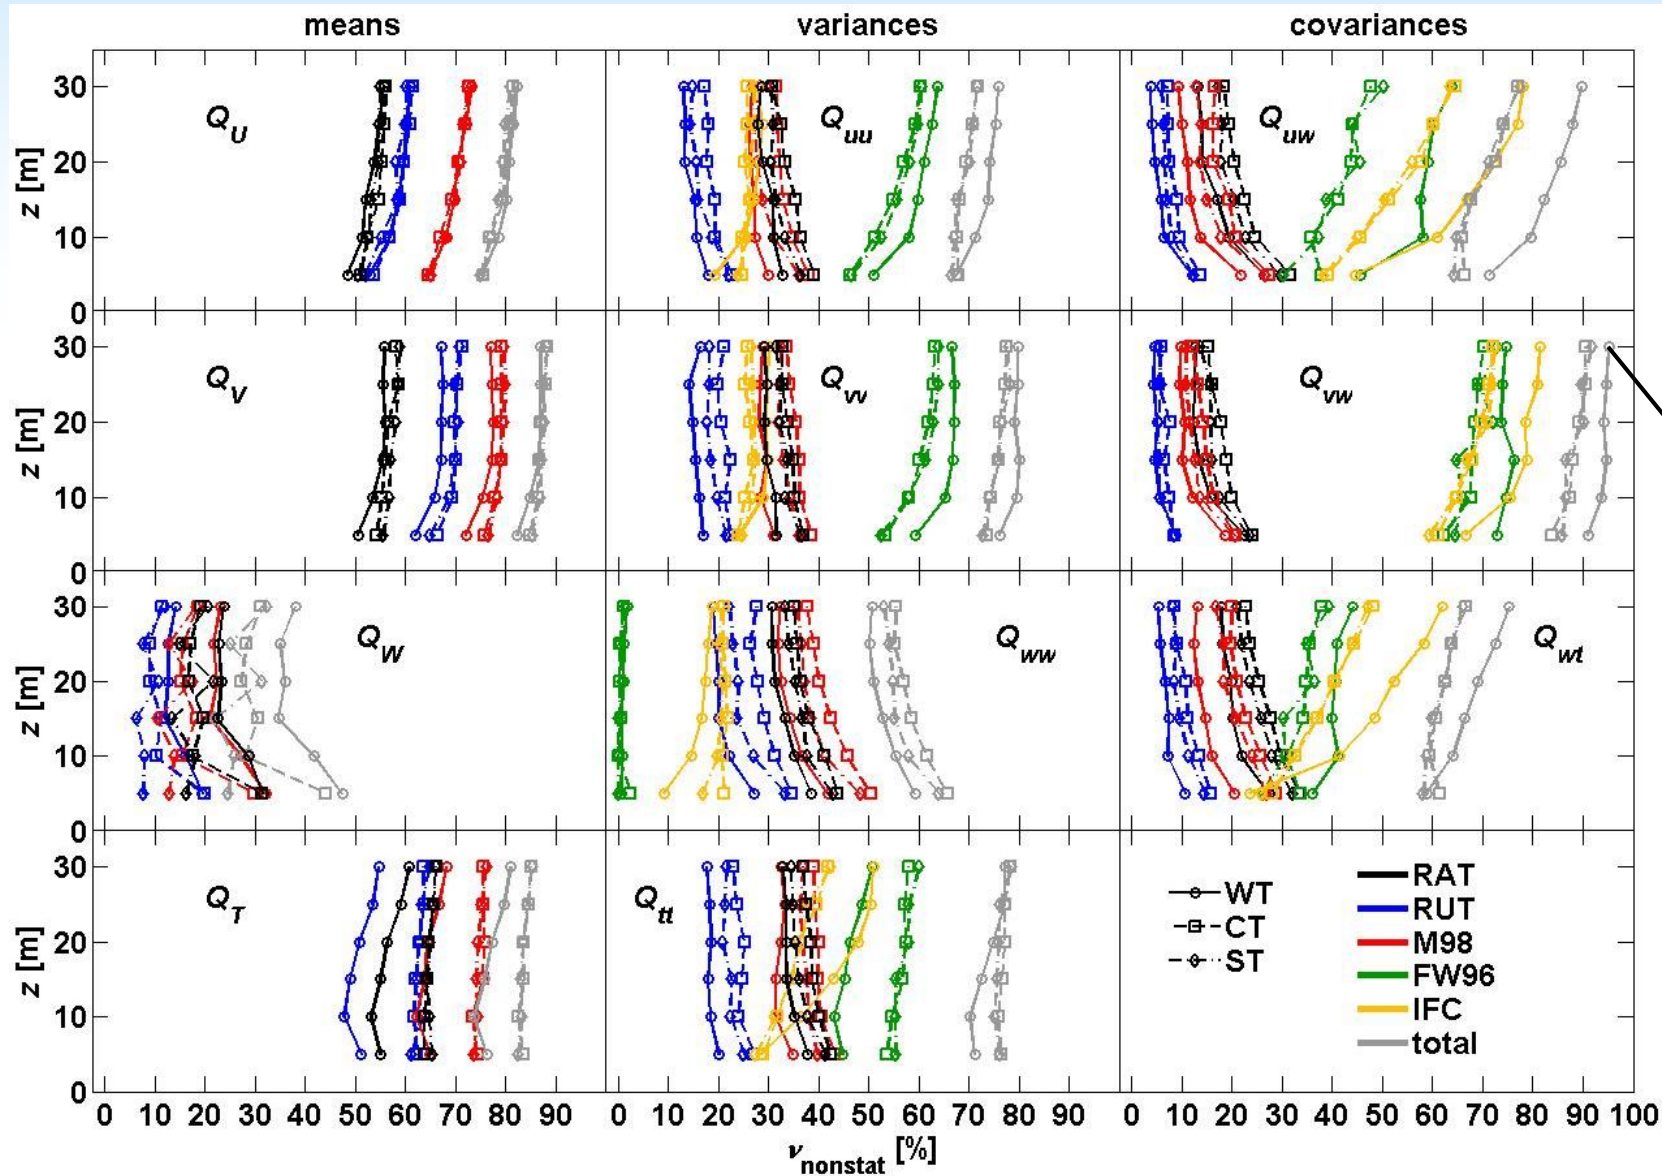 means variances covariances
30 20 10 0
z [m]
Q_U Q_uu Q_uw
30 20 10 0
z [m]
Q_V Q_vv Q_vw
30 20 10 0
z [m]
Q_W Q_ww Q_wt
30 20 10 0
z [m]
Q_T Q_tt
WT
CT
ST
RAT
RUT
M98
FW96
IFC
total
0 10 20 30 40 50 60 70 80 90 0 10 20 30 40 50 60 70 80 90 0 10 20 30 40 50 60 70 80 90 100
ν_nonstat [%]